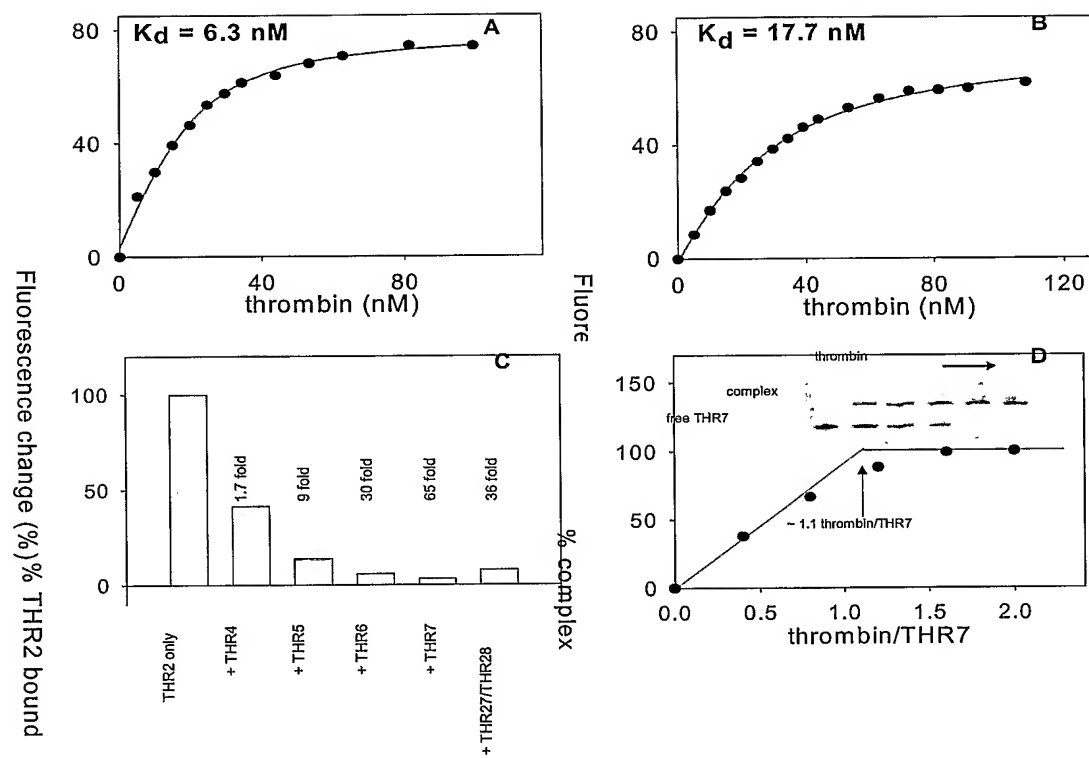 A
Kd = 6.3 nM
80
40
0
0
40
80
thrombin (nM)
B
Kd = 17.7 nM
80
40
0
0
40
80
120
thrombin (nM)
Fluorescence change (%)
% THR2 bound
Fluore
C
100
50
0
1.7 fold
9 fold
30 fold
65 fold
36 fold
THR2 only
+ THR4
+ THR5
+ THR6
+ THR7
+ THR27/THR28
% complex
D
thrombin
complex
free THR7
150
100
50
0
~ 1.1 thrombin/THR7
0.0
0.5
1.0
1.5
2.0
thrombin/THR7